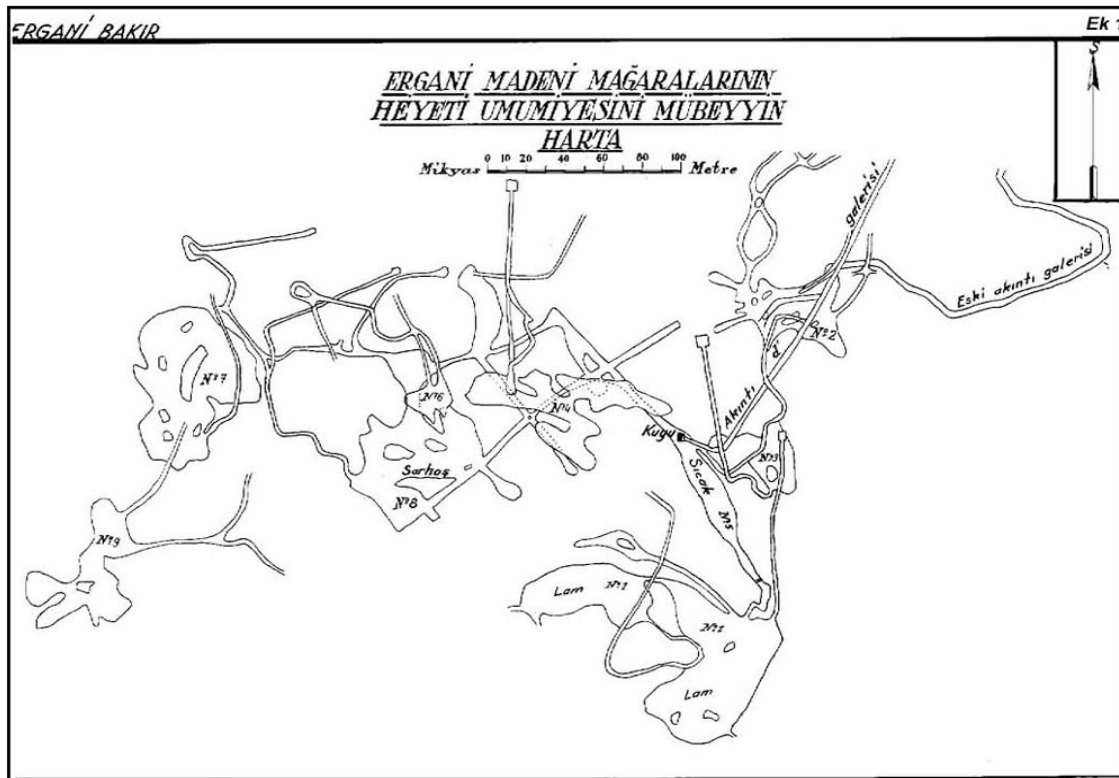 ERGANİ BAKIR
Ek 1
Ş
ERGANİ MADENİ MAĞARALARININ
HEYETİ UMUMİYESİNİ MÜBEYYİN
HARTA
Mikyas 0 10 20 40 60 80 100 Metre
galerisi
Eski akıntı galerisi
Nº2
Nº7
Nº6
Nº4
Akıntı
Kuyu
Nº3
Sarhoş
Sıcak
Nº8
Nº5
Nº9
Lam Nº1
Nº1
Lam